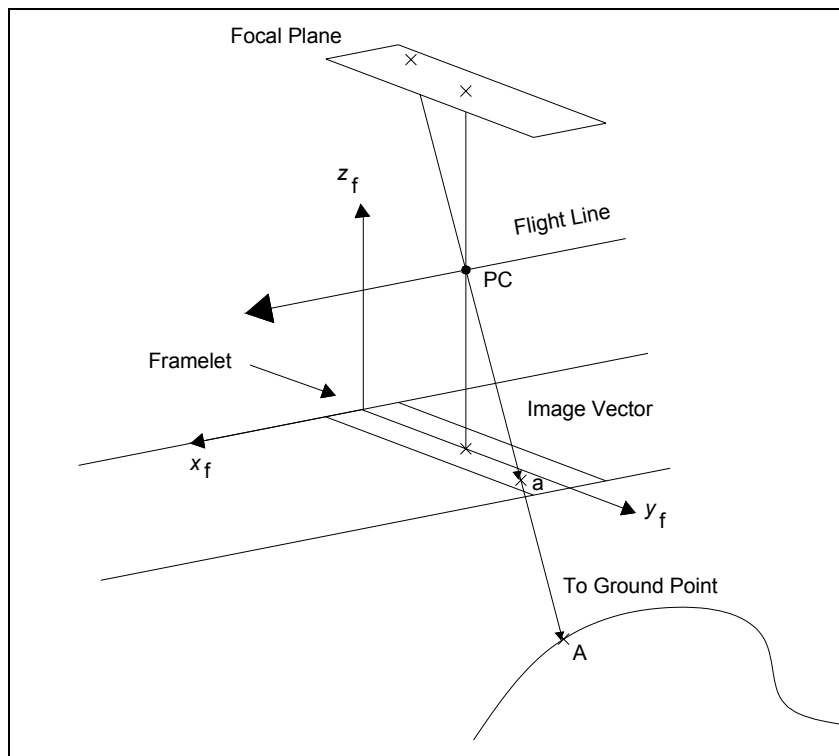 Focal Plane
z f
Flight Line
PC
Framelet
Image Vector
x f
a
y f
To Ground Point
A